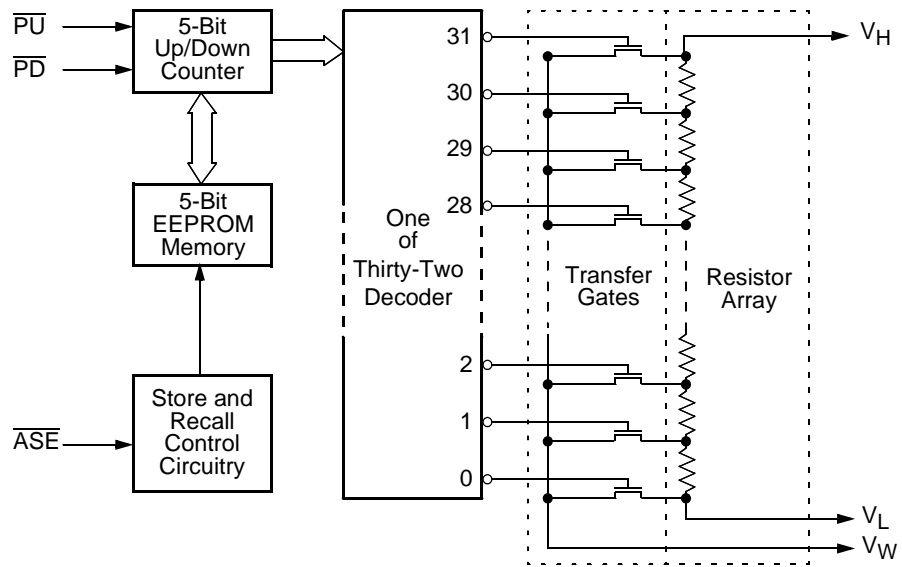 PU
PD
5-Bit
Up/Down
Counter
5-Bit
EEPROM
Memory
ASE
Store and
Recall
Control
Circuitry
31
30
29
28
One
of
Thirty-Two
Decoder
2
1
0
Transfer
Gates
Resistor
Array
VH
VL
VW